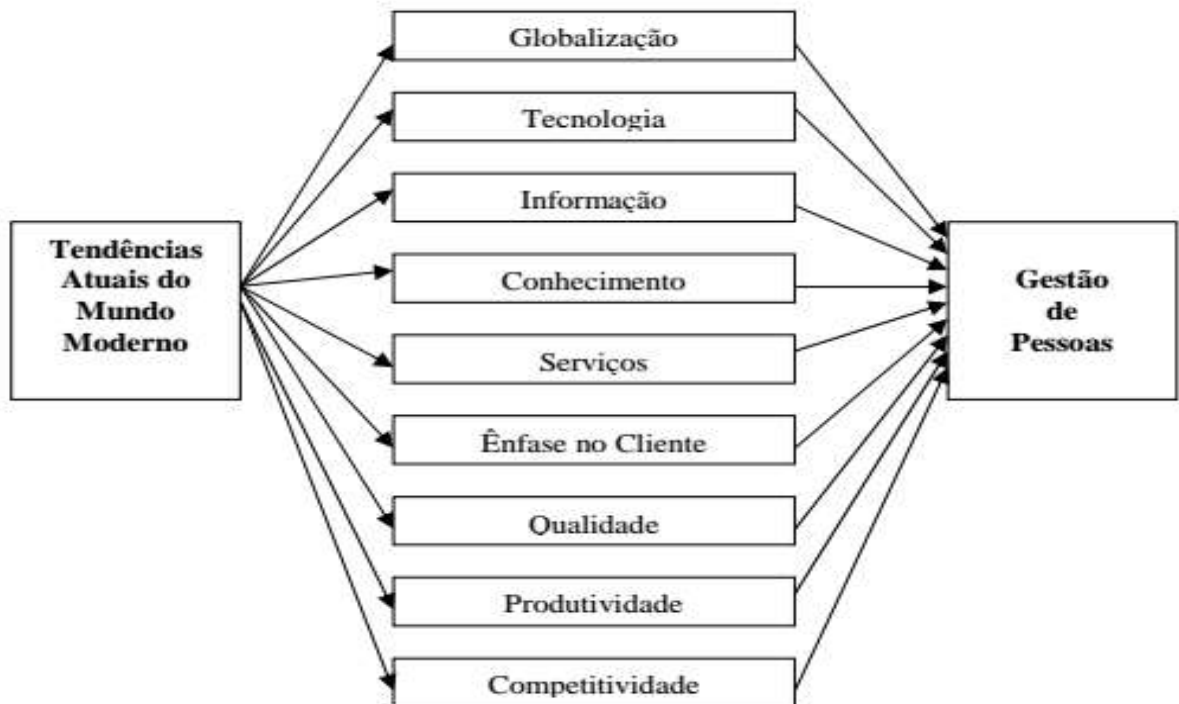 Globalização
Tecnologia
Informação
Tendências
Atuais do
Mundo
Moderno
Conhecimento
Gestão
de
Pessoas
Serviços
Ênfase no Cliente
Qualidade
Produtividade
Competitividade